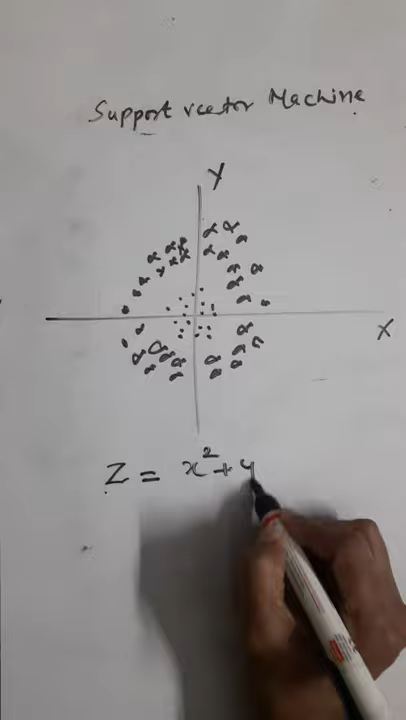 Support vector Machine
Y
X
Z = x² + y